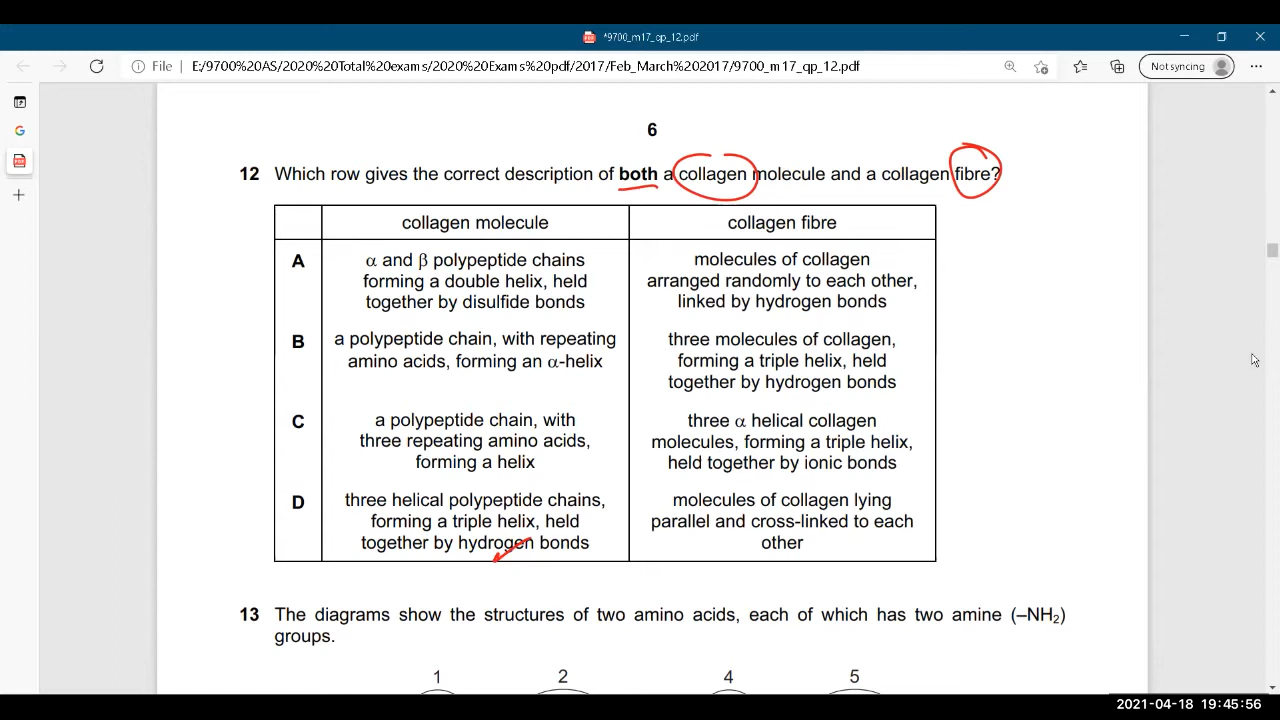 *9700_m17_qp_12.pdf
File
E:/9700%20AS/2020%20Total%20exams/2020%20Exams%20pdf/2017/Feb_March%202017/9700_m17_qp_12.pdf
Not syncing
6
12 Which row gives the correct description of both a collagen molecule and a collagen fibre?
collagen molecule collagen fibre
A
α and β polypeptide chains
forming a double helix, held
together by disulfide bonds
molecules of collagen
arranged randomly to each other,
linked by hydrogen bonds
B
a polypeptide chain, with repeating
amino acids, forming an α-helix
three molecules of collagen,
forming a triple helix, held
together by hydrogen bonds
C
a polypeptide chain, with
three repeating amino acids,
forming a helix
three α helical collagen
molecules, forming a triple helix,
held together by ionic bonds
D
three helical polypeptide chains,
forming a triple helix, held
together by hydrogen bonds
molecules of collagen lying
parallel and cross-linked to each
other
13 The diagrams show the structures of two amino acids, each of which has two amine (–NH₂)
groups.
1 2 4 5
2021-04-18 19:45:56